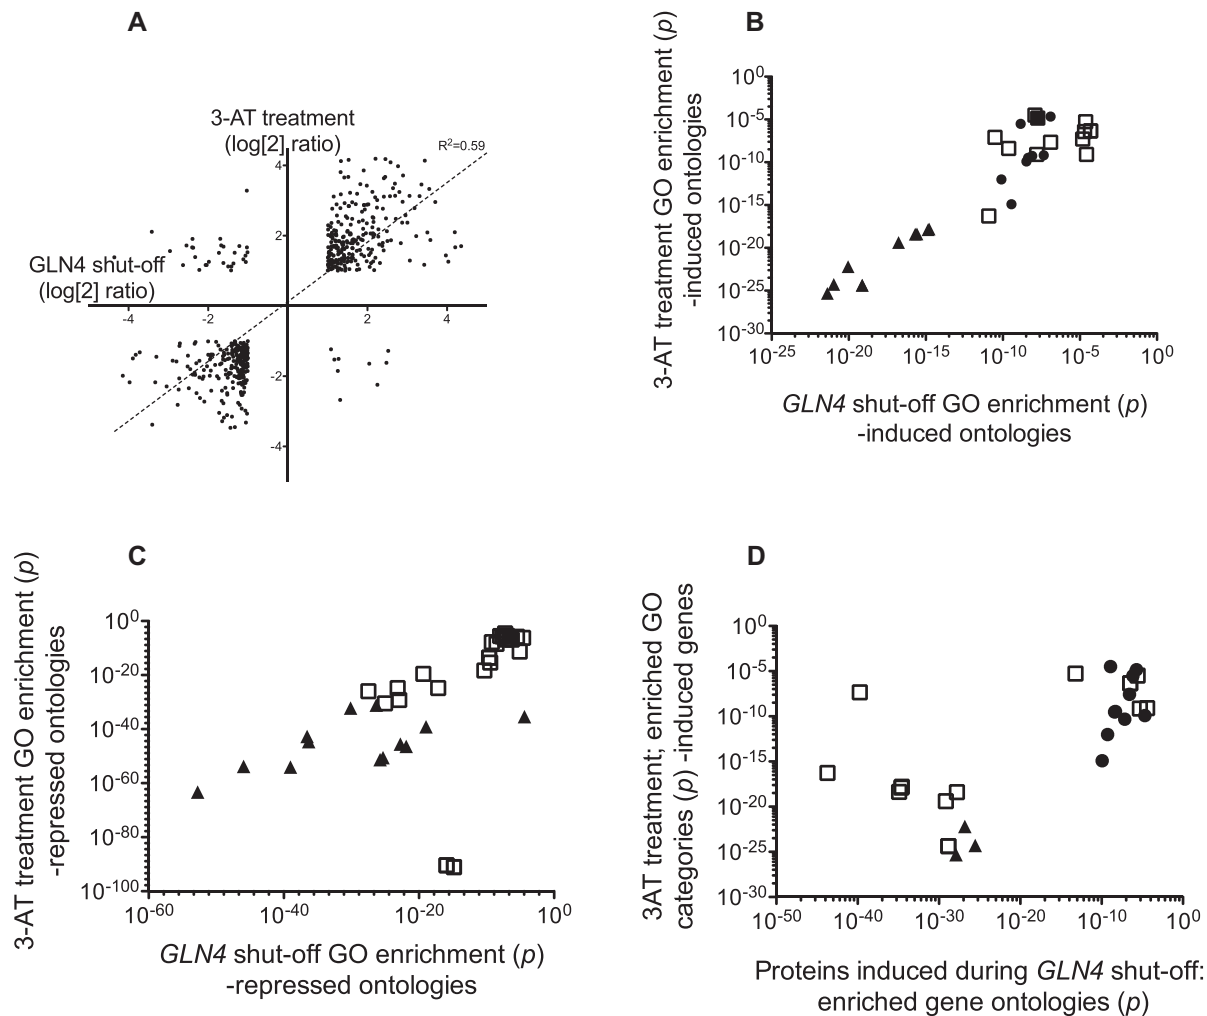 A
3-AT treatment
(log[2] ratio)
R²=0.59
GLN4 shut-off
(log[2] ratio)
4
2
-4
-2
2
4
-2
-4
B
3-AT treatment GO enrichment (p)
-induced ontologies
10⁰
10⁻⁵
10⁻¹⁰
10⁻¹⁵
10⁻²⁰
10⁻²⁵
10⁻³⁰
10⁻²⁵
10⁻²⁰
10⁻¹⁵
10⁻¹⁰
10⁻⁵
10⁰
GLN4 shut-off GO enrichment (p)
-induced ontologies
C
3-AT treatment GO enrichment (p)
-repressed ontologies
10⁰
10⁻²⁰
10⁻⁴⁰
10⁻⁶⁰
10⁻⁸⁰
10⁻¹⁰⁰
10⁻⁶⁰
10⁻⁴⁰
10⁻²⁰
10⁰
GLN4 shut-off GO enrichment (p)
-repressed ontologies
D
3AT treatment; enriched GO
categories (p) -induced genes
10⁰
10⁻⁵
10⁻¹⁰
10⁻¹⁵
10⁻²⁰
10⁻²⁵
10⁻³⁰
10⁻⁵⁰
10⁻⁴⁰
10⁻³⁰
10⁻²⁰
10⁻¹⁰
10⁰
Proteins induced during GLN4 shut-off:
enriched gene ontologies (p)